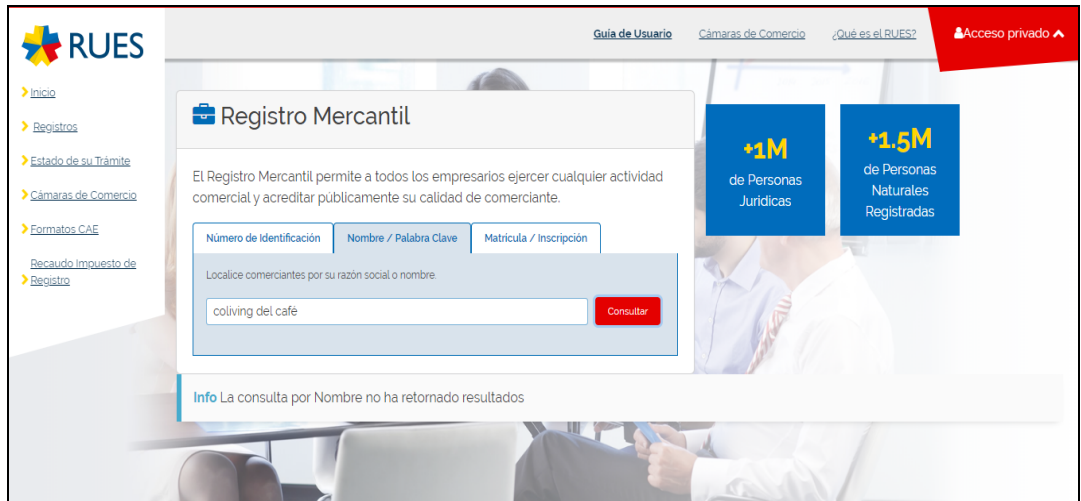 RUES
Guía de Usuario
Cámaras de Comercio
¿Qué es el RUES?
Acceso privado
Inicio
Registros
Estado de su Trámite
Cámaras de Comercio
Formatos CAE
Recaudo Impuesto de
Registro
Registro Mercantil
El Registro Mercantil permite a todos los empresarios ejercer cualquier actividad
comercial y acreditar públicamente su calidad de comerciante.
Número de Identificación
Nombre / Palabra Clave
Matrícula / Inscripción
Localice comerciantes por su razón social o nombre.
coliving del café
Consultar
+1M
de Personas
Jurídicas
+1.5M
de Personas
Naturales
Registradas
Info La consulta por Nombre no ha retornado resultados